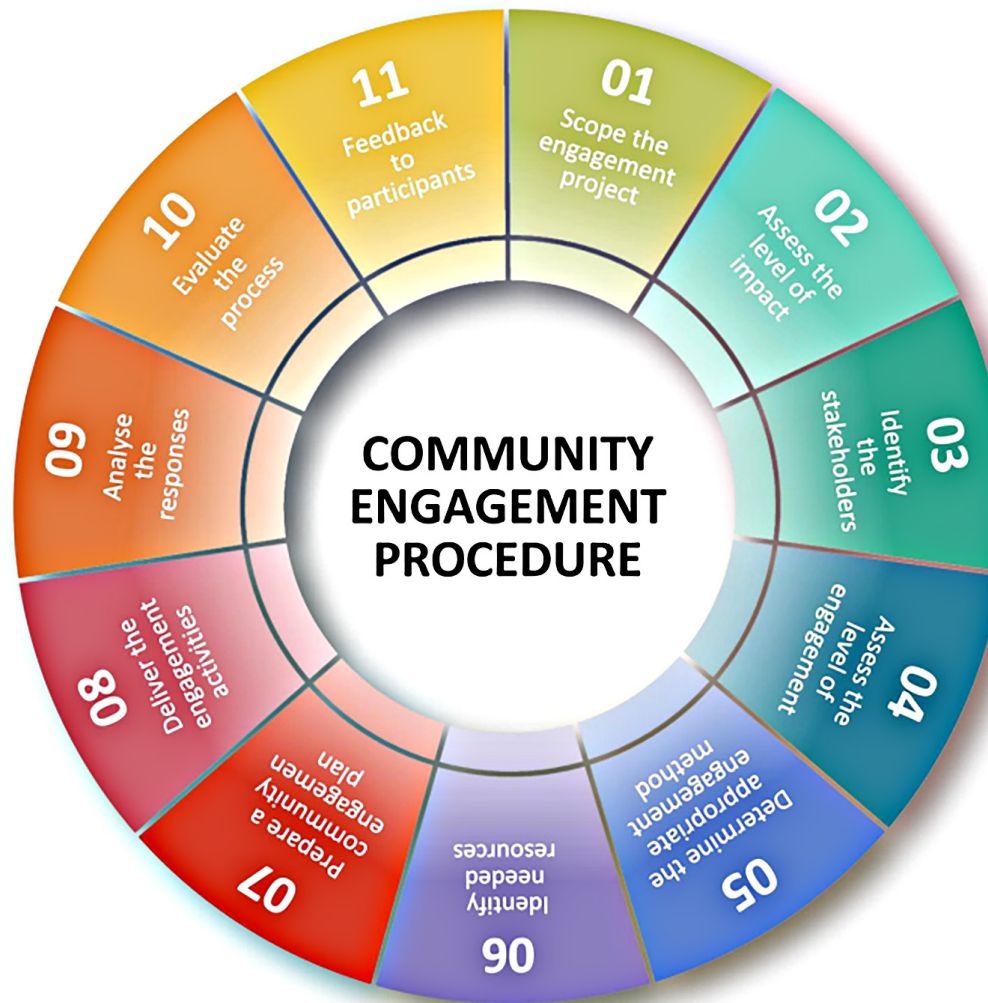 COMMUNITY
ENGAGEMENT
PROCEDURE
01
Scope the
engagement
project
02
Assess the
level of
impact
03
Identify
the
stakeholders
04
Assess the
level of
engagement
05
Determine the
appropriate
engagement
method
06
Identify
needed
resources
07
Prepare a
community
engagemen
plan
08
Deliver the
engagement
activities
09
Analyse
the
responses
10
Evaluate
the
process
11
Feedback
to
participants